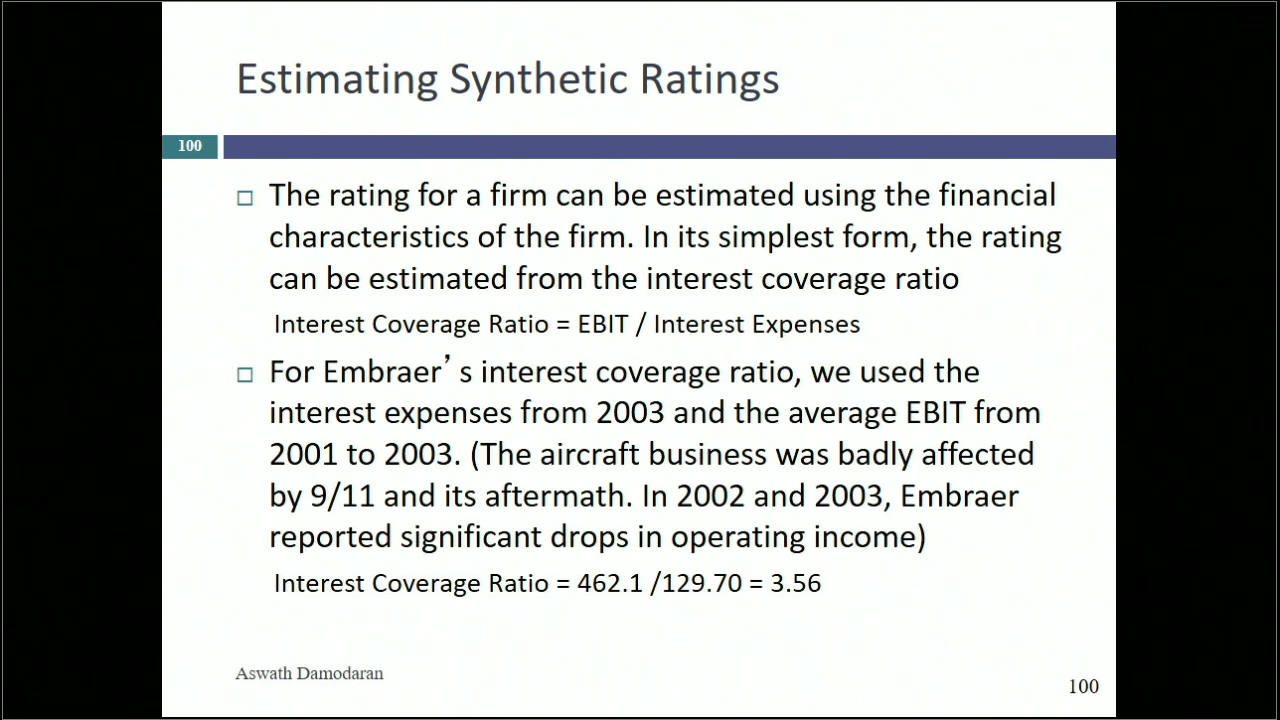 Estimating Synthetic Ratings
100
□ The rating for a firm can be estimated using the financial
characteristics of the firm. In its simplest form, the rating
can be estimated from the interest coverage ratio
Interest Coverage Ratio = EBIT / Interest Expenses
□ For Embraer’ s interest coverage ratio, we used the
interest expenses from 2003 and the average EBIT from
2001 to 2003. (The aircraft business was badly affected
by 9/11 and its aftermath. In 2002 and 2003, Embraer
reported significant drops in operating income)
Interest Coverage Ratio = 462.1 /129.70 = 3.56
Aswath Damodaran
100